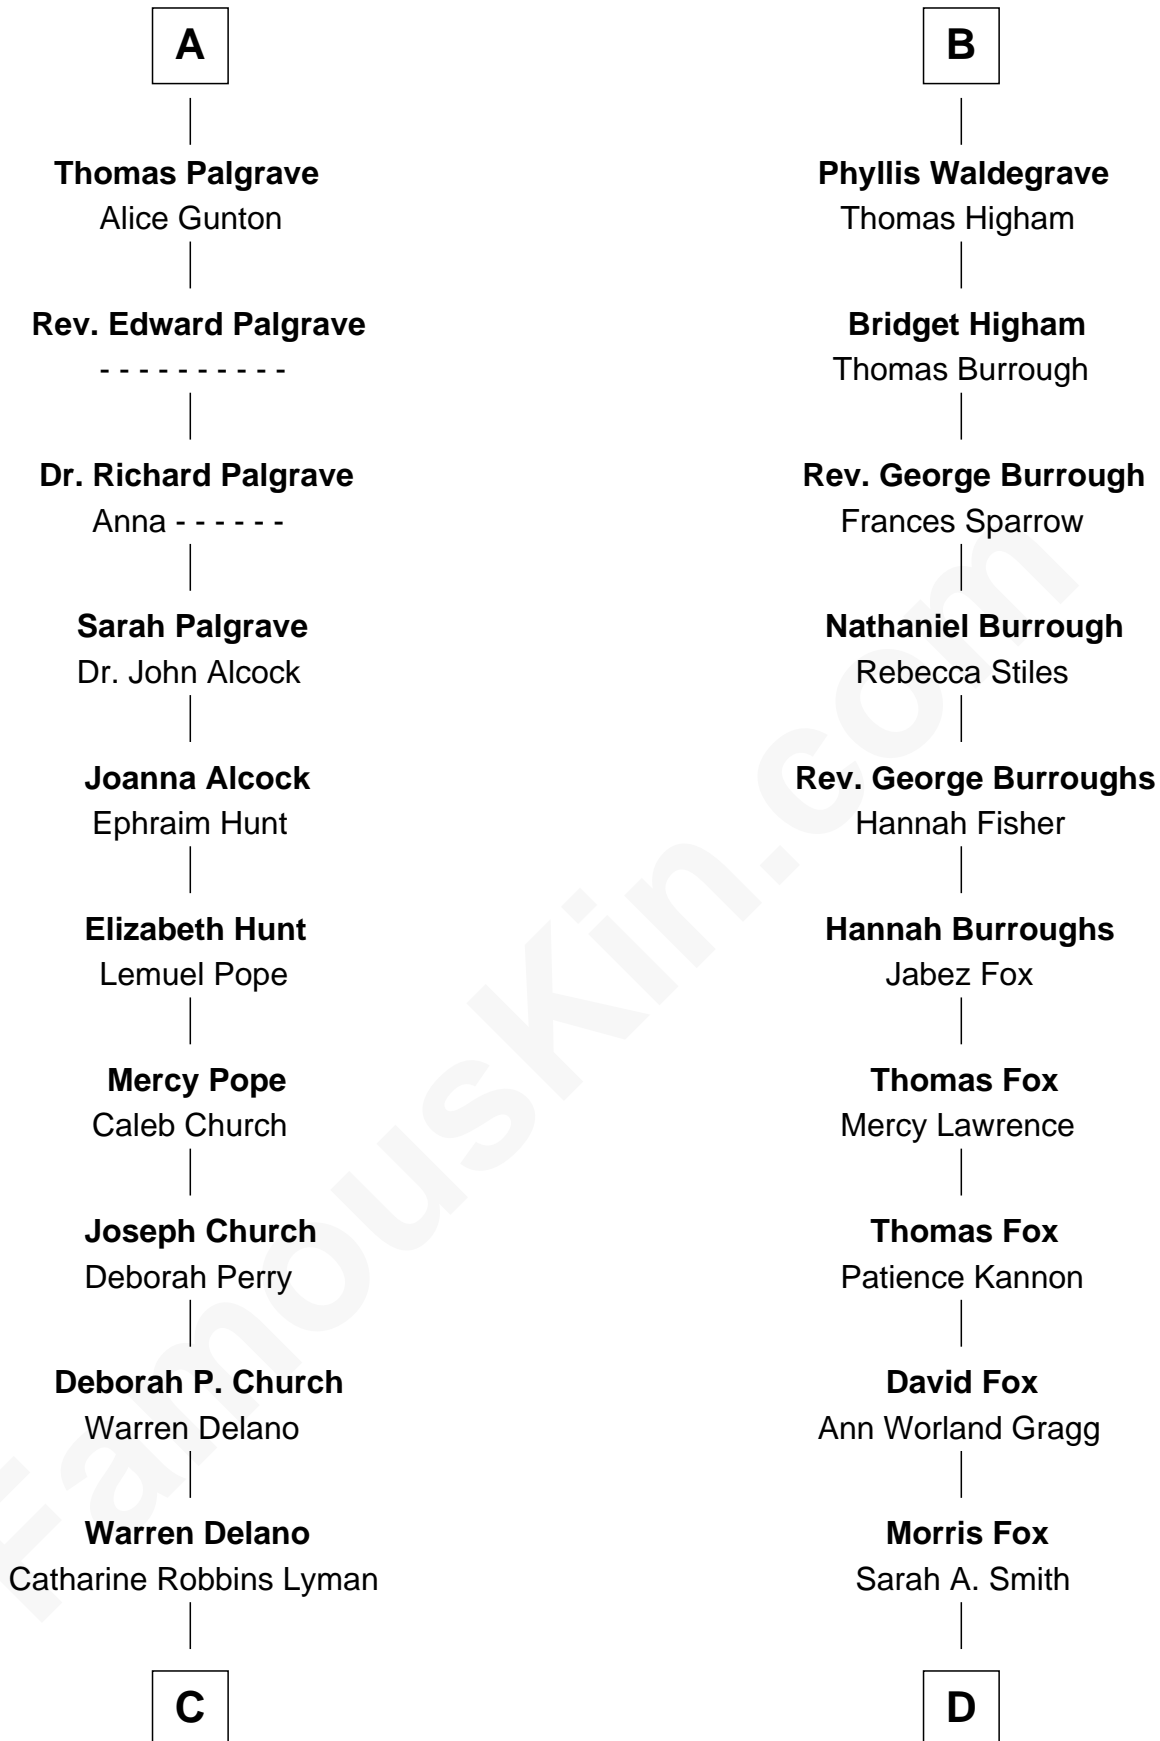 A
Thomas Palgrave
Alice Gunton
Rev. Edward Palgrave
- - - - - - - - - -
Dr. Richard Palgrave
Anna - - - - - -
Sarah Palgrave
Dr. John Alcock
Joanna Alcock
Ephraim Hunt
Elizabeth Hunt
Lemuel Pope
Mercy Pope
Caleb Church
Joseph Church
Deborah Perry
Deborah P. Church
Warren Delano
Warren Delano
Catharine Robbins Lyman
C
B
Phyllis Waldegrave
Thomas Higham
Bridget Higham
Thomas Burrough
Rev. George Burrough
Frances Sparrow
Nathaniel Burrough
Rebecca Stiles
Rev. George Burroughs
Hannah Fisher
Hannah Burroughs
Jabez Fox
Thomas Fox
Mercy Lawrence
Thomas Fox
Patience Kannon
David Fox
Ann Worland Gragg
Morris Fox
Sarah A. Smith
D
FamousKin.com